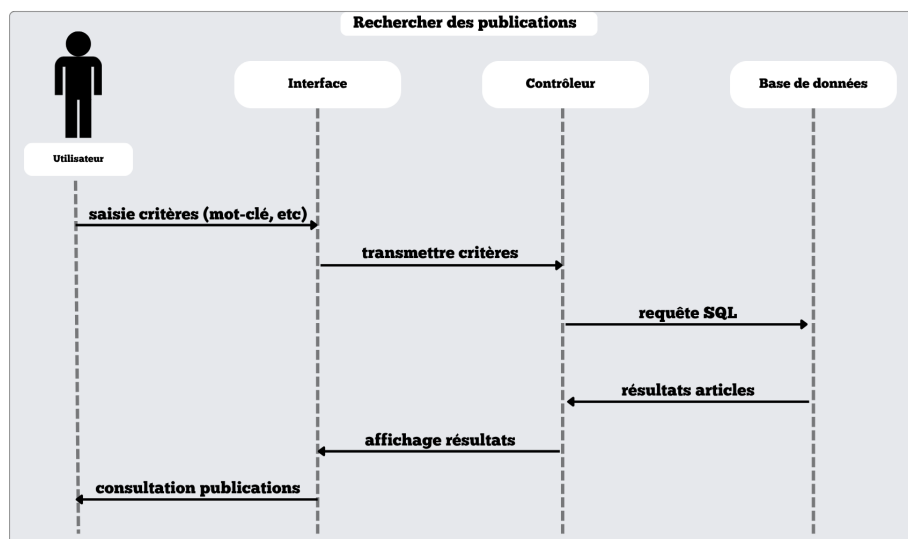 Rechercher des publications
Interface
Contrôleur
Base de données
Utilisateur
saisie critères (mot-clé, etc)
transmettre critères
requête SQL
résultats articles
affichage résultats
consultation publications